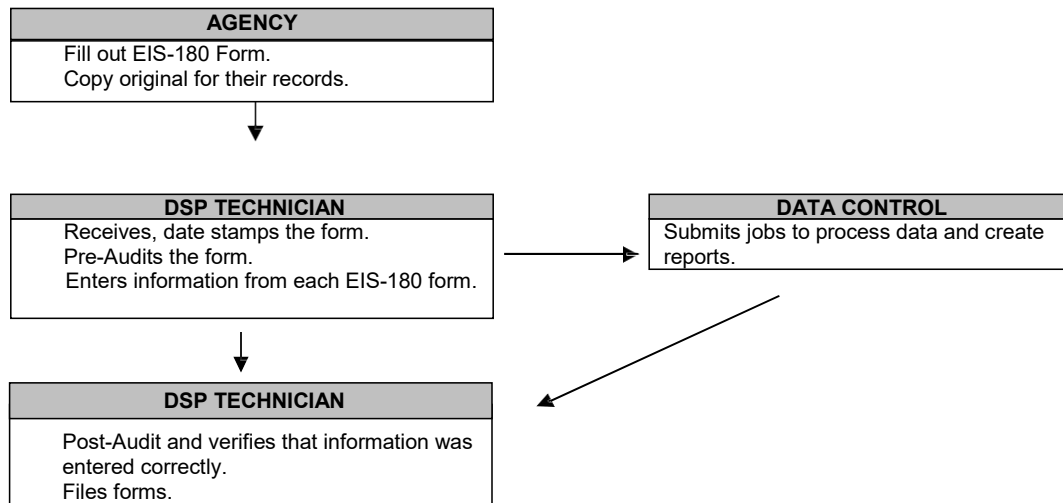 AGENCY
Fill out EIS-180 Form.
Copy original for their records.
DSP TECHNICIAN
Receives, date stamps the form.
Pre-Audits the form.
Enters information from each EIS-180 form.
DATA CONTROL
Submits jobs to process data and create
reports.
DSP TECHNICIAN
Post-Audit and verifies that information was
entered correctly.
Files forms.